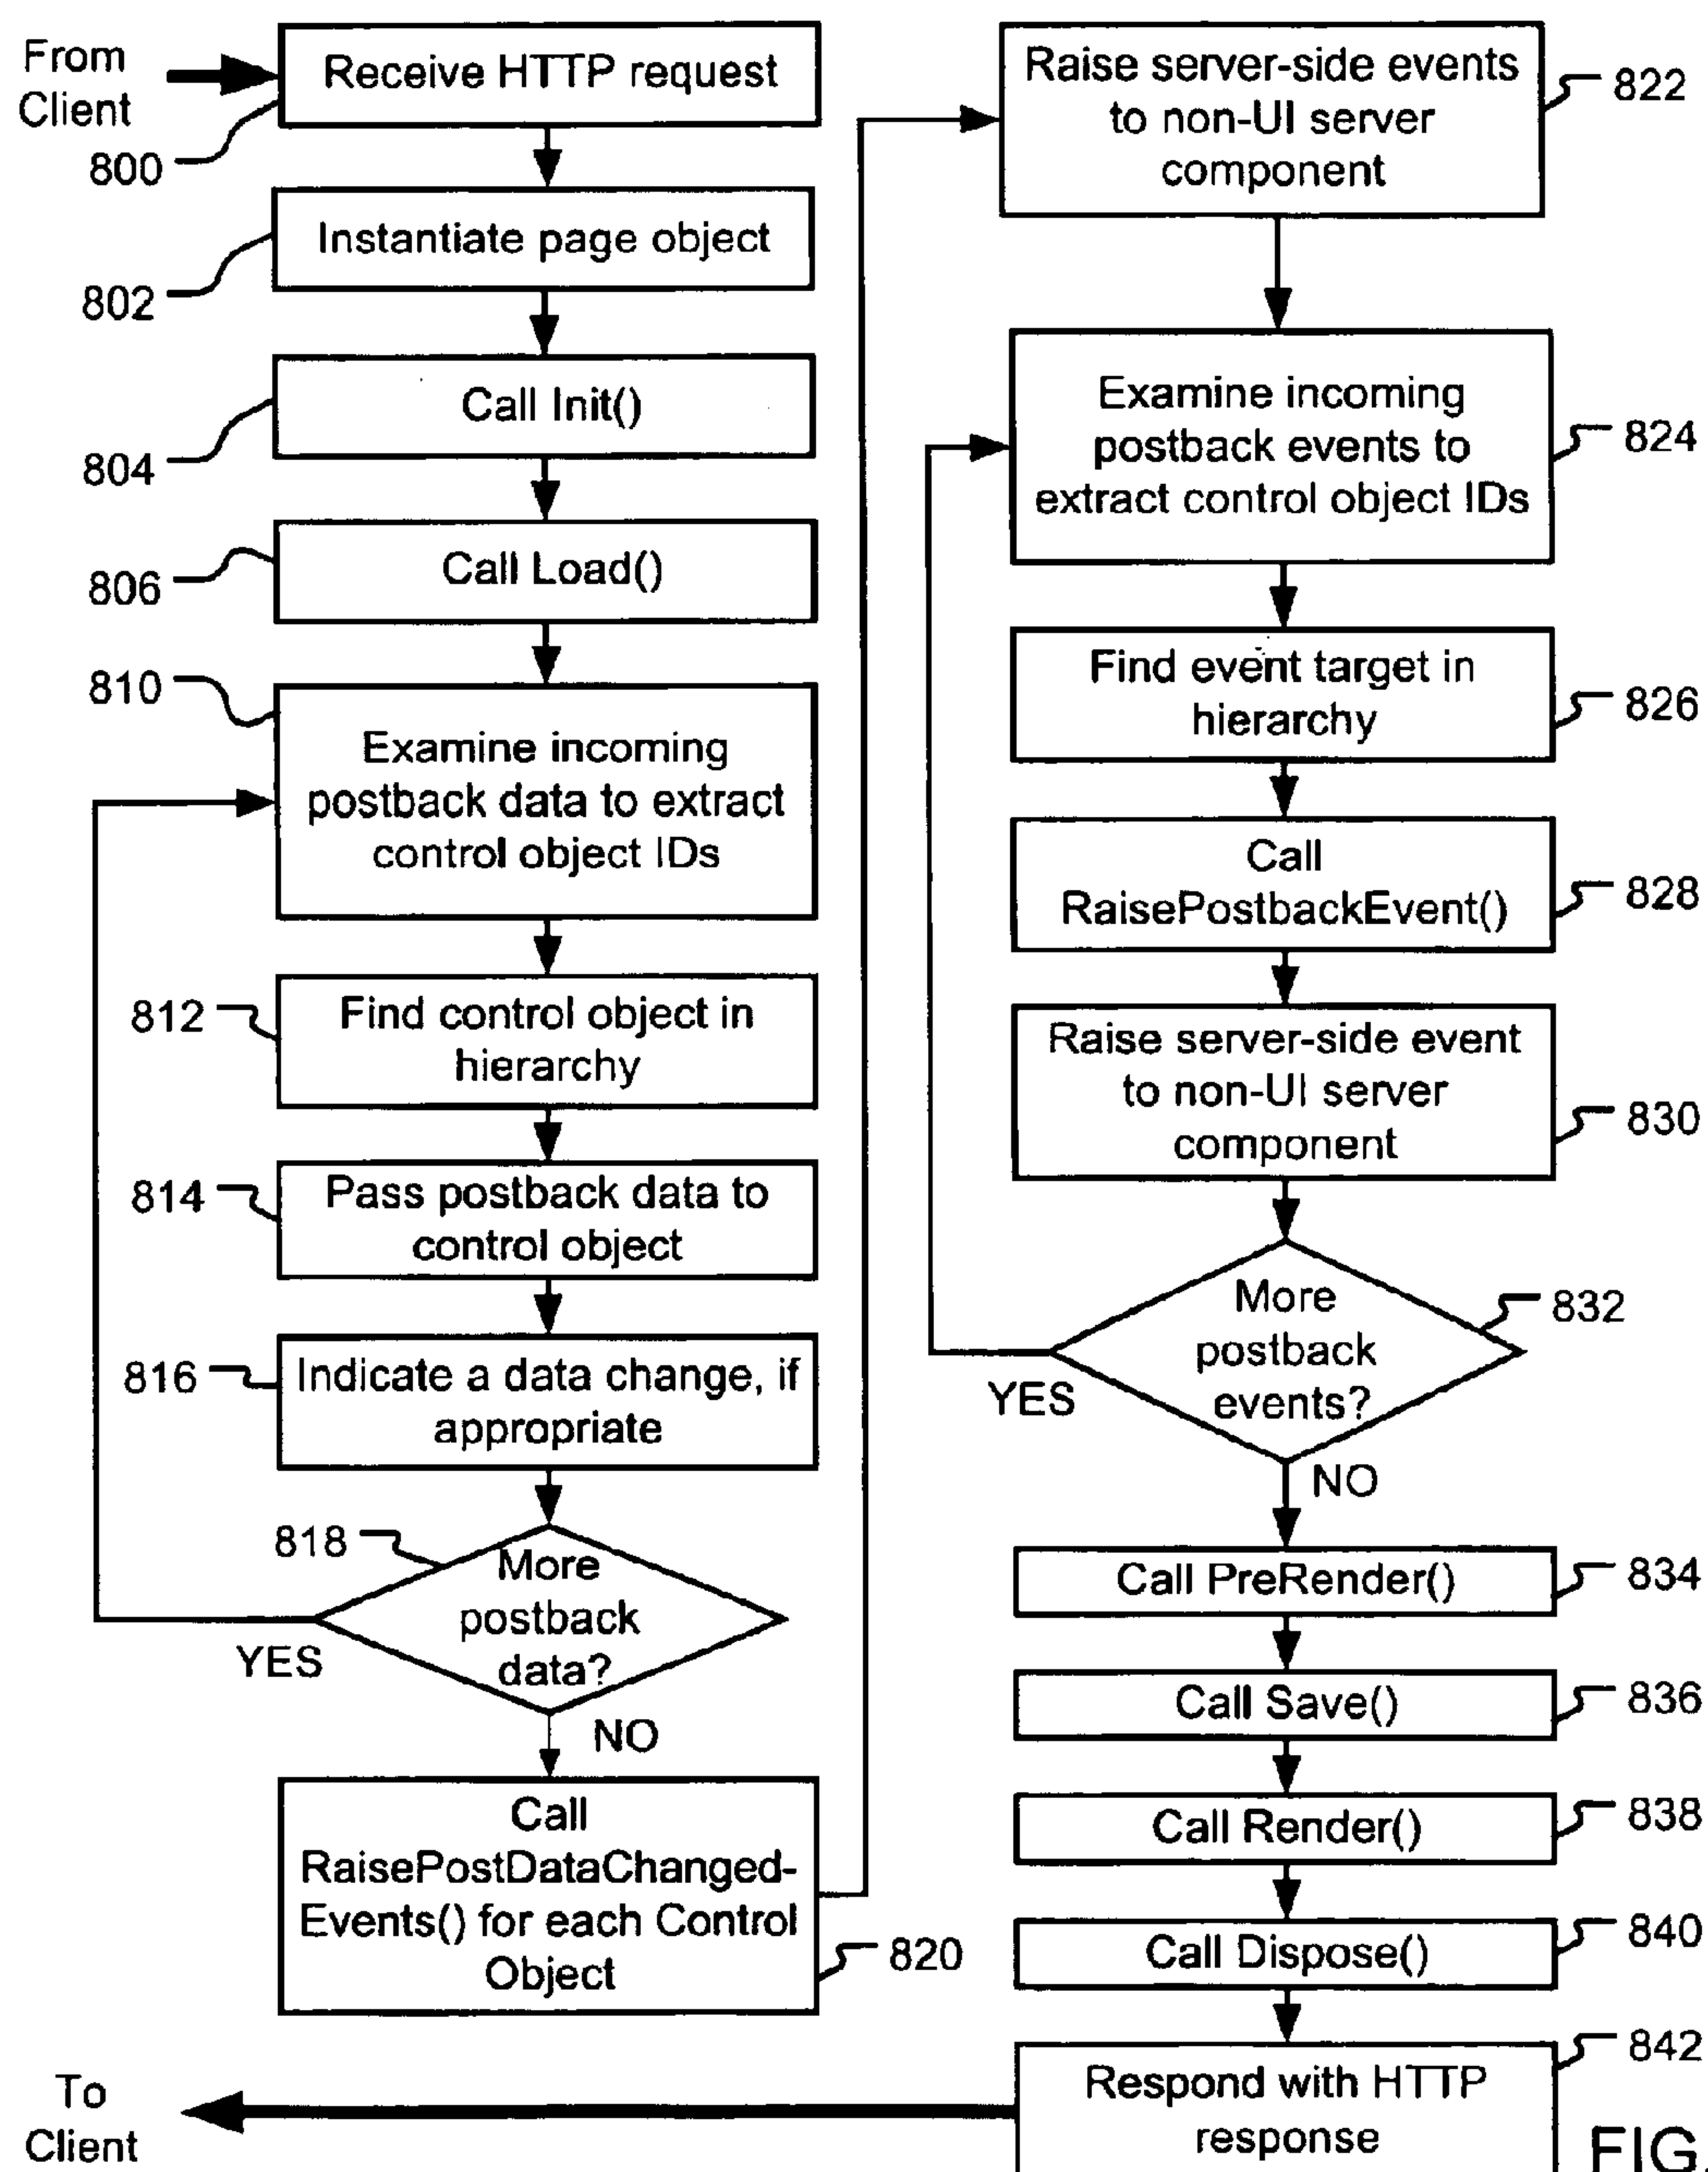 From
Client
Receive HTTP request
800
Instantiate page object
802
Call Init()
804
Call Load()
806
810
Examine incoming
postback data to extract
control object IDs
812
Find control object in
hierarchy
814
Pass postback data to
control object
816
Indicate a data change, if
appropriate
818
More
postback
data?
YES
NO
Call
RaisePostDataChanged-
Events() for each Control
Object
820
Raise server-side events
to non-UI server
component
822
Examine incoming
postback events to
extract control object IDs
824
Find event target in
hierarchy
826
Call
RaisePostbackEvent()
828
Raise server-side event
to non-UI server
component
830
More
postback
events?
832
YES
NO
Call PreRender()
834
Call Save()
836
Call Render()
838
Call Dispose()
840
842
Respond with HTTP
response
To
Client
FIG.